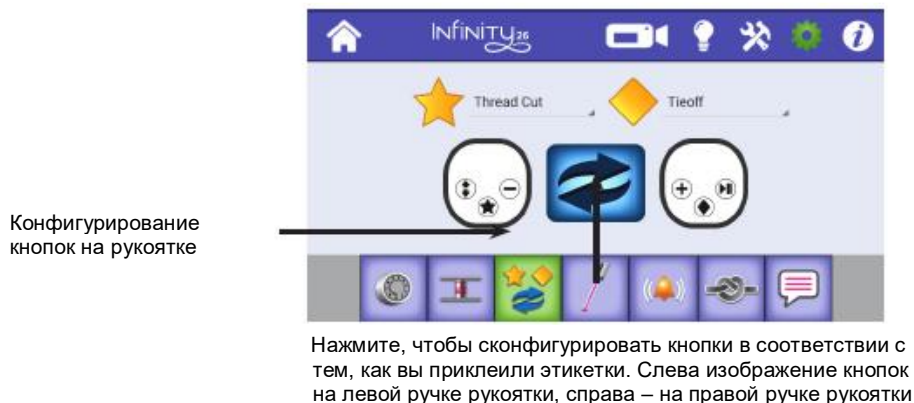 INfiNiTy26
Thread Cut
Tieoff
Конфигурирование
кнопок на рукоятке
Нажмите, чтобы сконфигурировать кнопки в соответствии с
тем, как вы приклеили этикетки. Слева изображение кнопок
на левой ручке рукоятки, справа – на правой ручке рукоятки